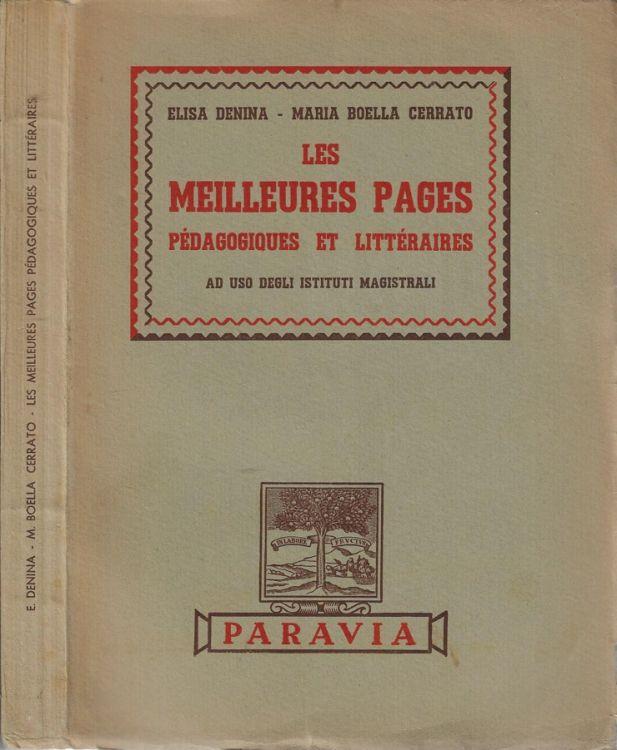 E. DENINA - M. BOELLA CERRATO - LES MEILLEURES PAGES PÉDAGOGIQUES ET LITTÉRAIRES
ELISA DENINA - MARIA BOELLA CERRATO
LES
MEILLEURES PAGES
PÉDAGOGIQUES ET LITTÉRAIRES
AD USO DEGLI ISTITUTI MAGISTRALI
IN LABORE FRVCTVS
PARAVIA